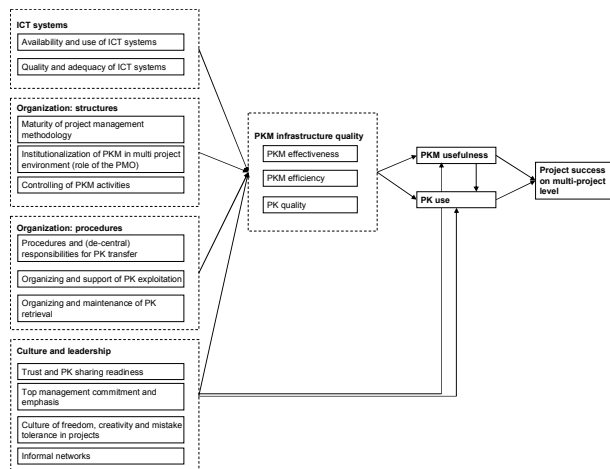 ICT systems
Availability and use of ICT systems
Quality and adequacy of ICT systems
Organization: structures
Maturity of project management
methodology
Institutionalization of PKM in multi project
environment (role of the PMO)
Controlling of PKM activities
Organization: procedures
Procedures and (de-central)
responsibilities for PK transfer
Organizing and support of PK exploitation
Organizing and maintenance of PK
retrieval
Culture and leadership
Trust and PK sharing readiness
Top management commitment and
emphasis
Culture of freedom, creativity and mistake
tolerance in projects
Informal networks
PKM infrastructure quality
PKM effectiveness
PKM efficiency
PK quality
PKM usefulness
PK use
Project success
on multi-project
level